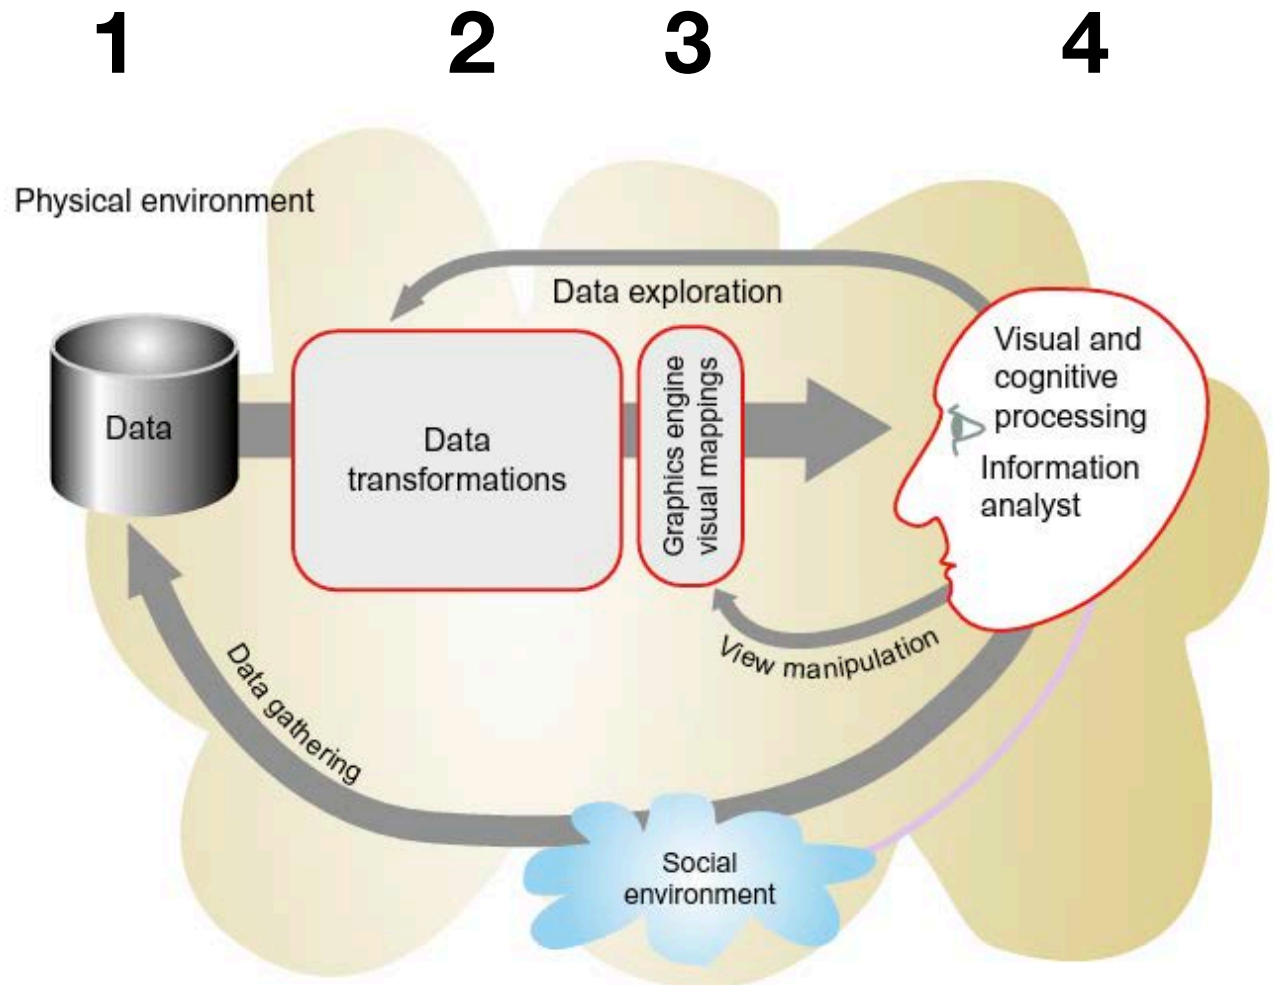 1 2 3 4
Physical environment
Data exploration
Data
Data
transformations
Graphics engine
visual mappings
Visual and
cognitive
processing
Information
analyst
View manipulation
Data gathering
Social
environment